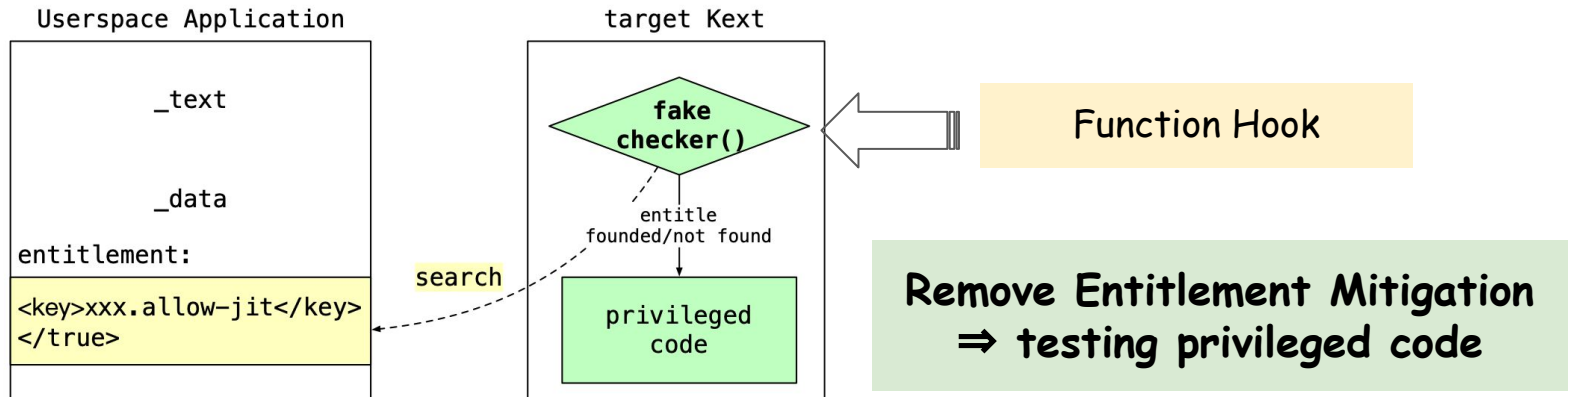 Userspace Application
_text
_data
entitlement:
<key>xxx.allow-jit</key>
</true>
search
target Kext
fake
checker()
entitle
founded/not found
privileged
code
Function Hook
Remove Entitlement Mitigation
⇒ testing privileged code